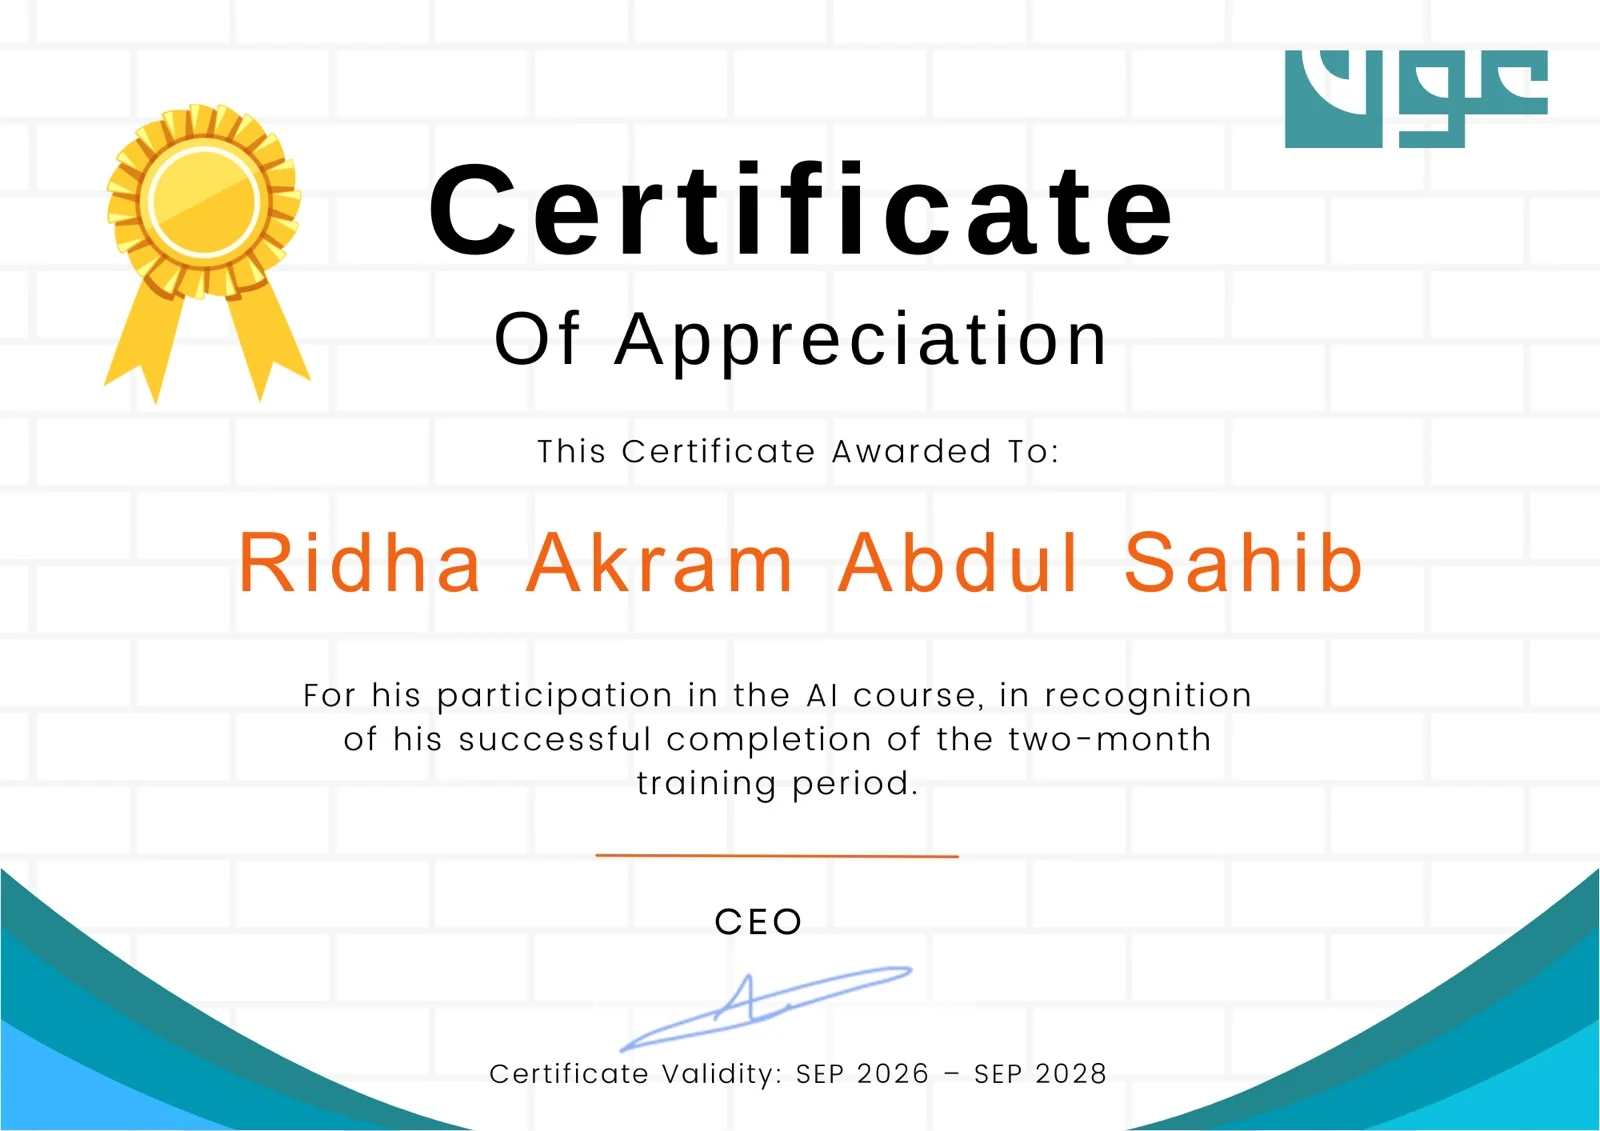 عون
Certificate
Of Appreciation
This Certificate Awarded To:
Ridha Akram Abdul Sahib
For his participation in the AI course, in recognition
of his successful completion of the two-month
training period.
CEO
Certificate Validity: SEP 2026 – SEP 2028